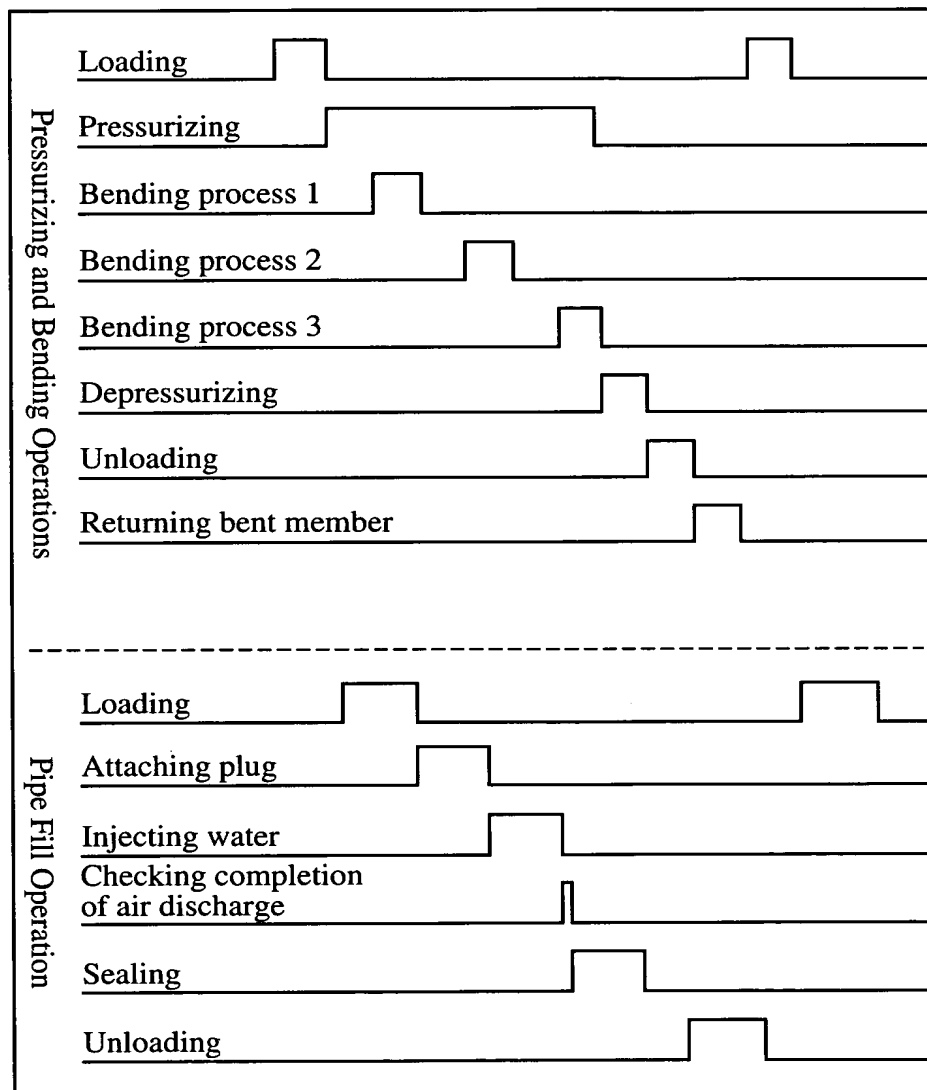 Pressurizing and Bending Operations
Loading
Pressurizing
Bending process 1
Bending process 2
Bending process 3
Depressurizing
Unloading
Returning bent member
Pipe Fill Operation
Loading
Attaching plug
Injecting water
Checking completion
of air discharge
Sealing
Unloading